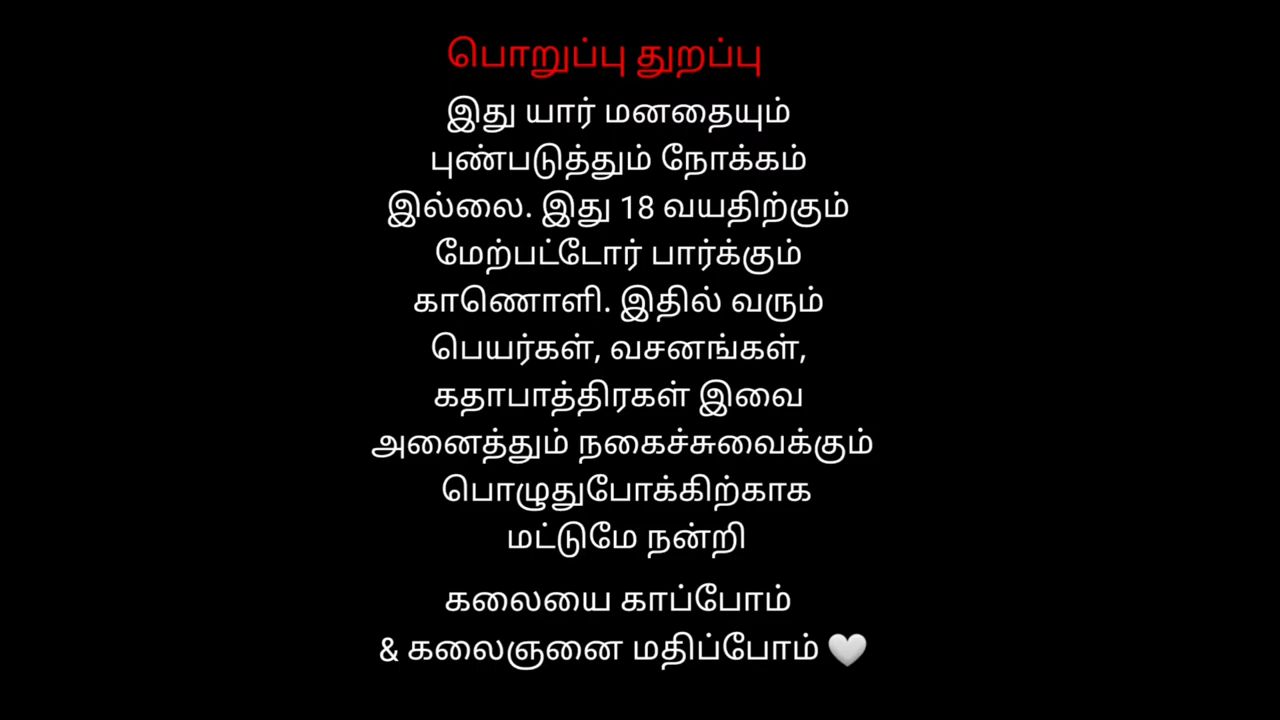 பொறுப்பு துறப்பு
இது யார் மனதையும்
புண்படுத்தும் நோக்கம்
இல்லை. இது 18 வயதிற்கும்
மேற்பட்டோர் பார்க்கும்
காணொளி. இதில் வரும்
பெயர்கள், வசனங்கள்,
கதாபாத்திரகள் இவை
அனைத்தும் நகைச்சுவைக்கும்
பொழுதுபோக்கிற்காக
மட்டுமே நன்றி
கலையை காப்போம்
& கலைஞனை மதிப்போம் 🤍